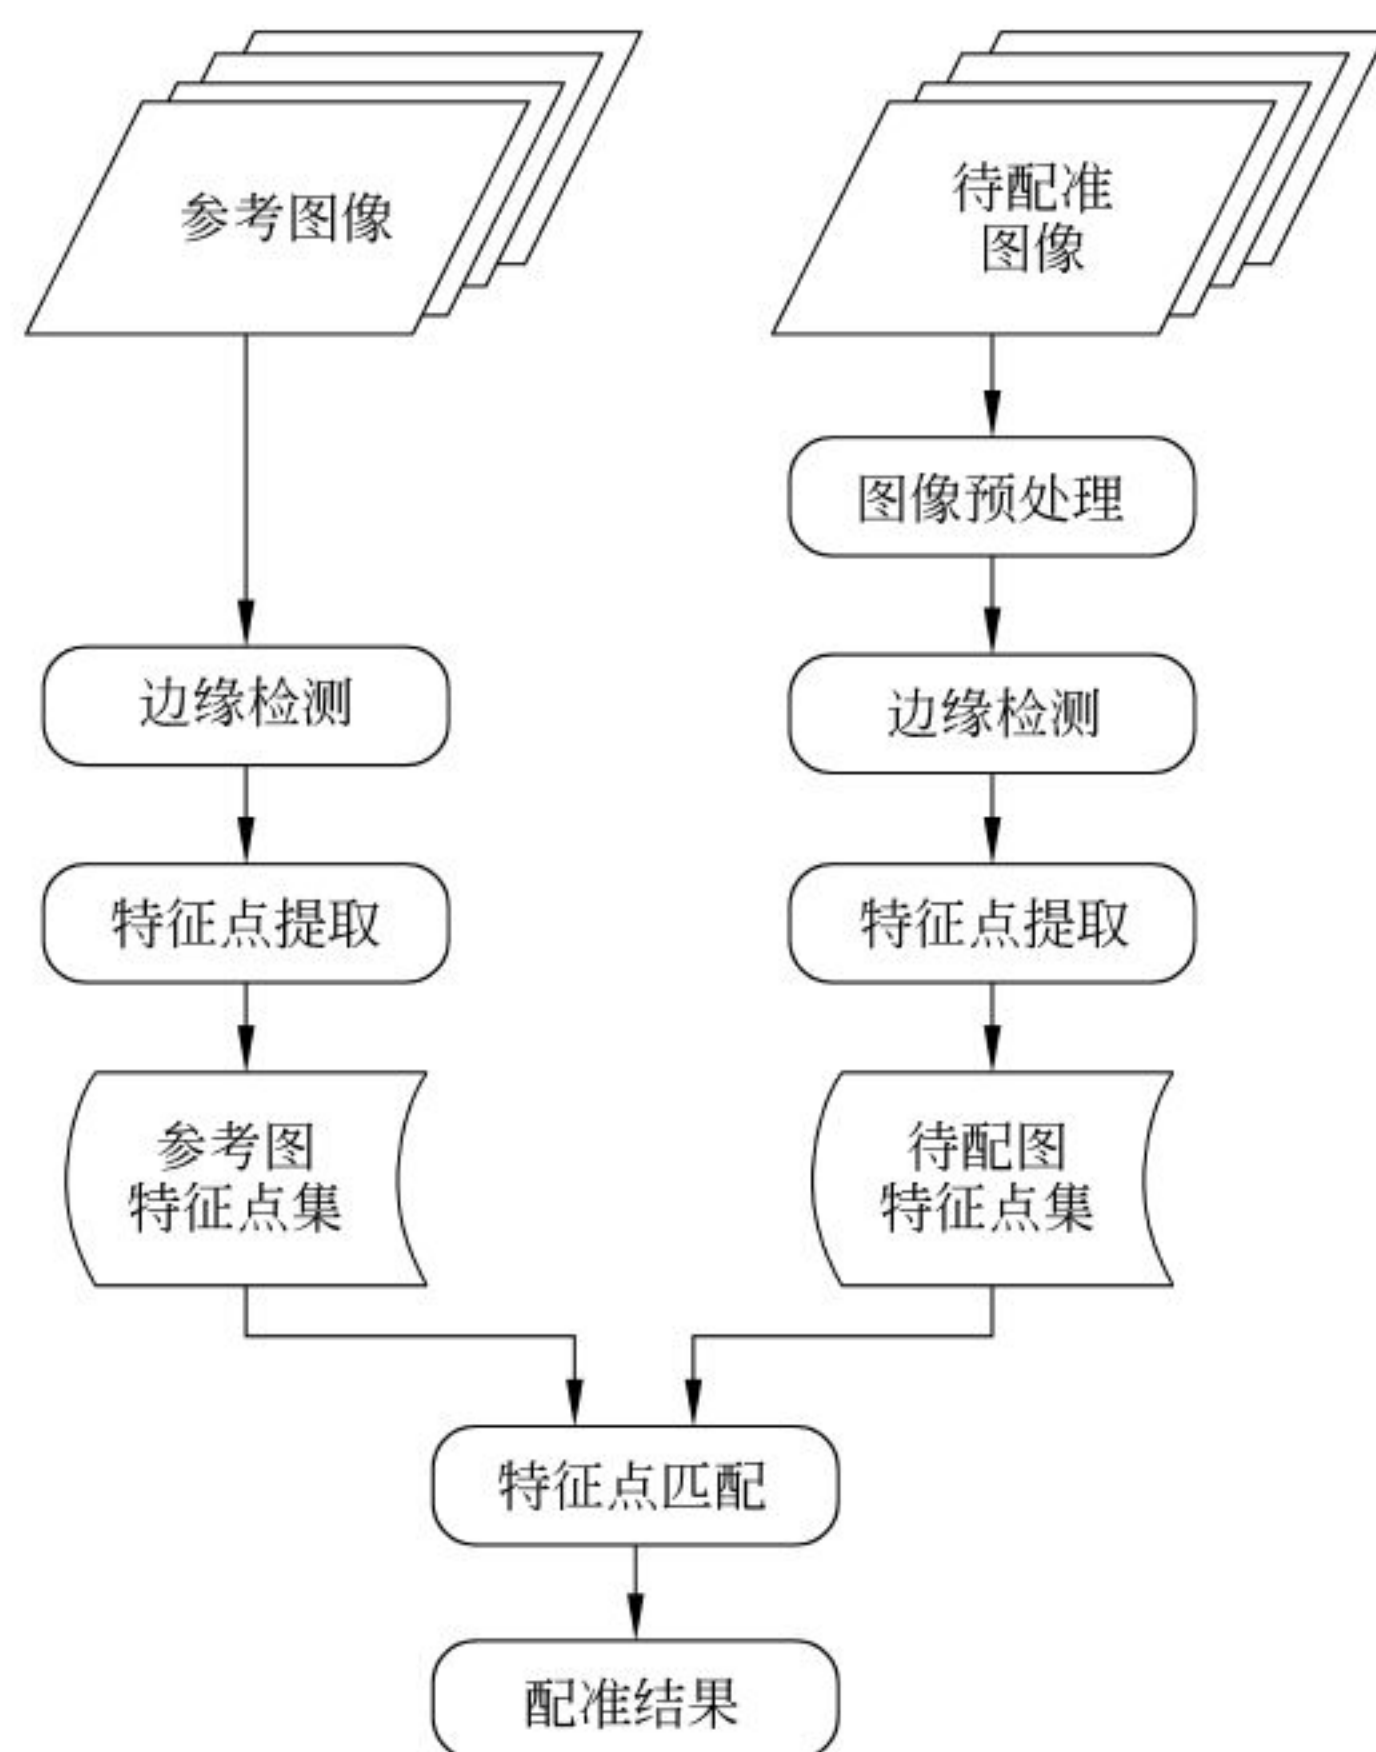 参考图像
待配准
图像
图像预处理
边缘检测
边缘检测
特征点提取
特征点提取
参考图
特征点集
待配图
特征点集
特征点匹配
配准结果